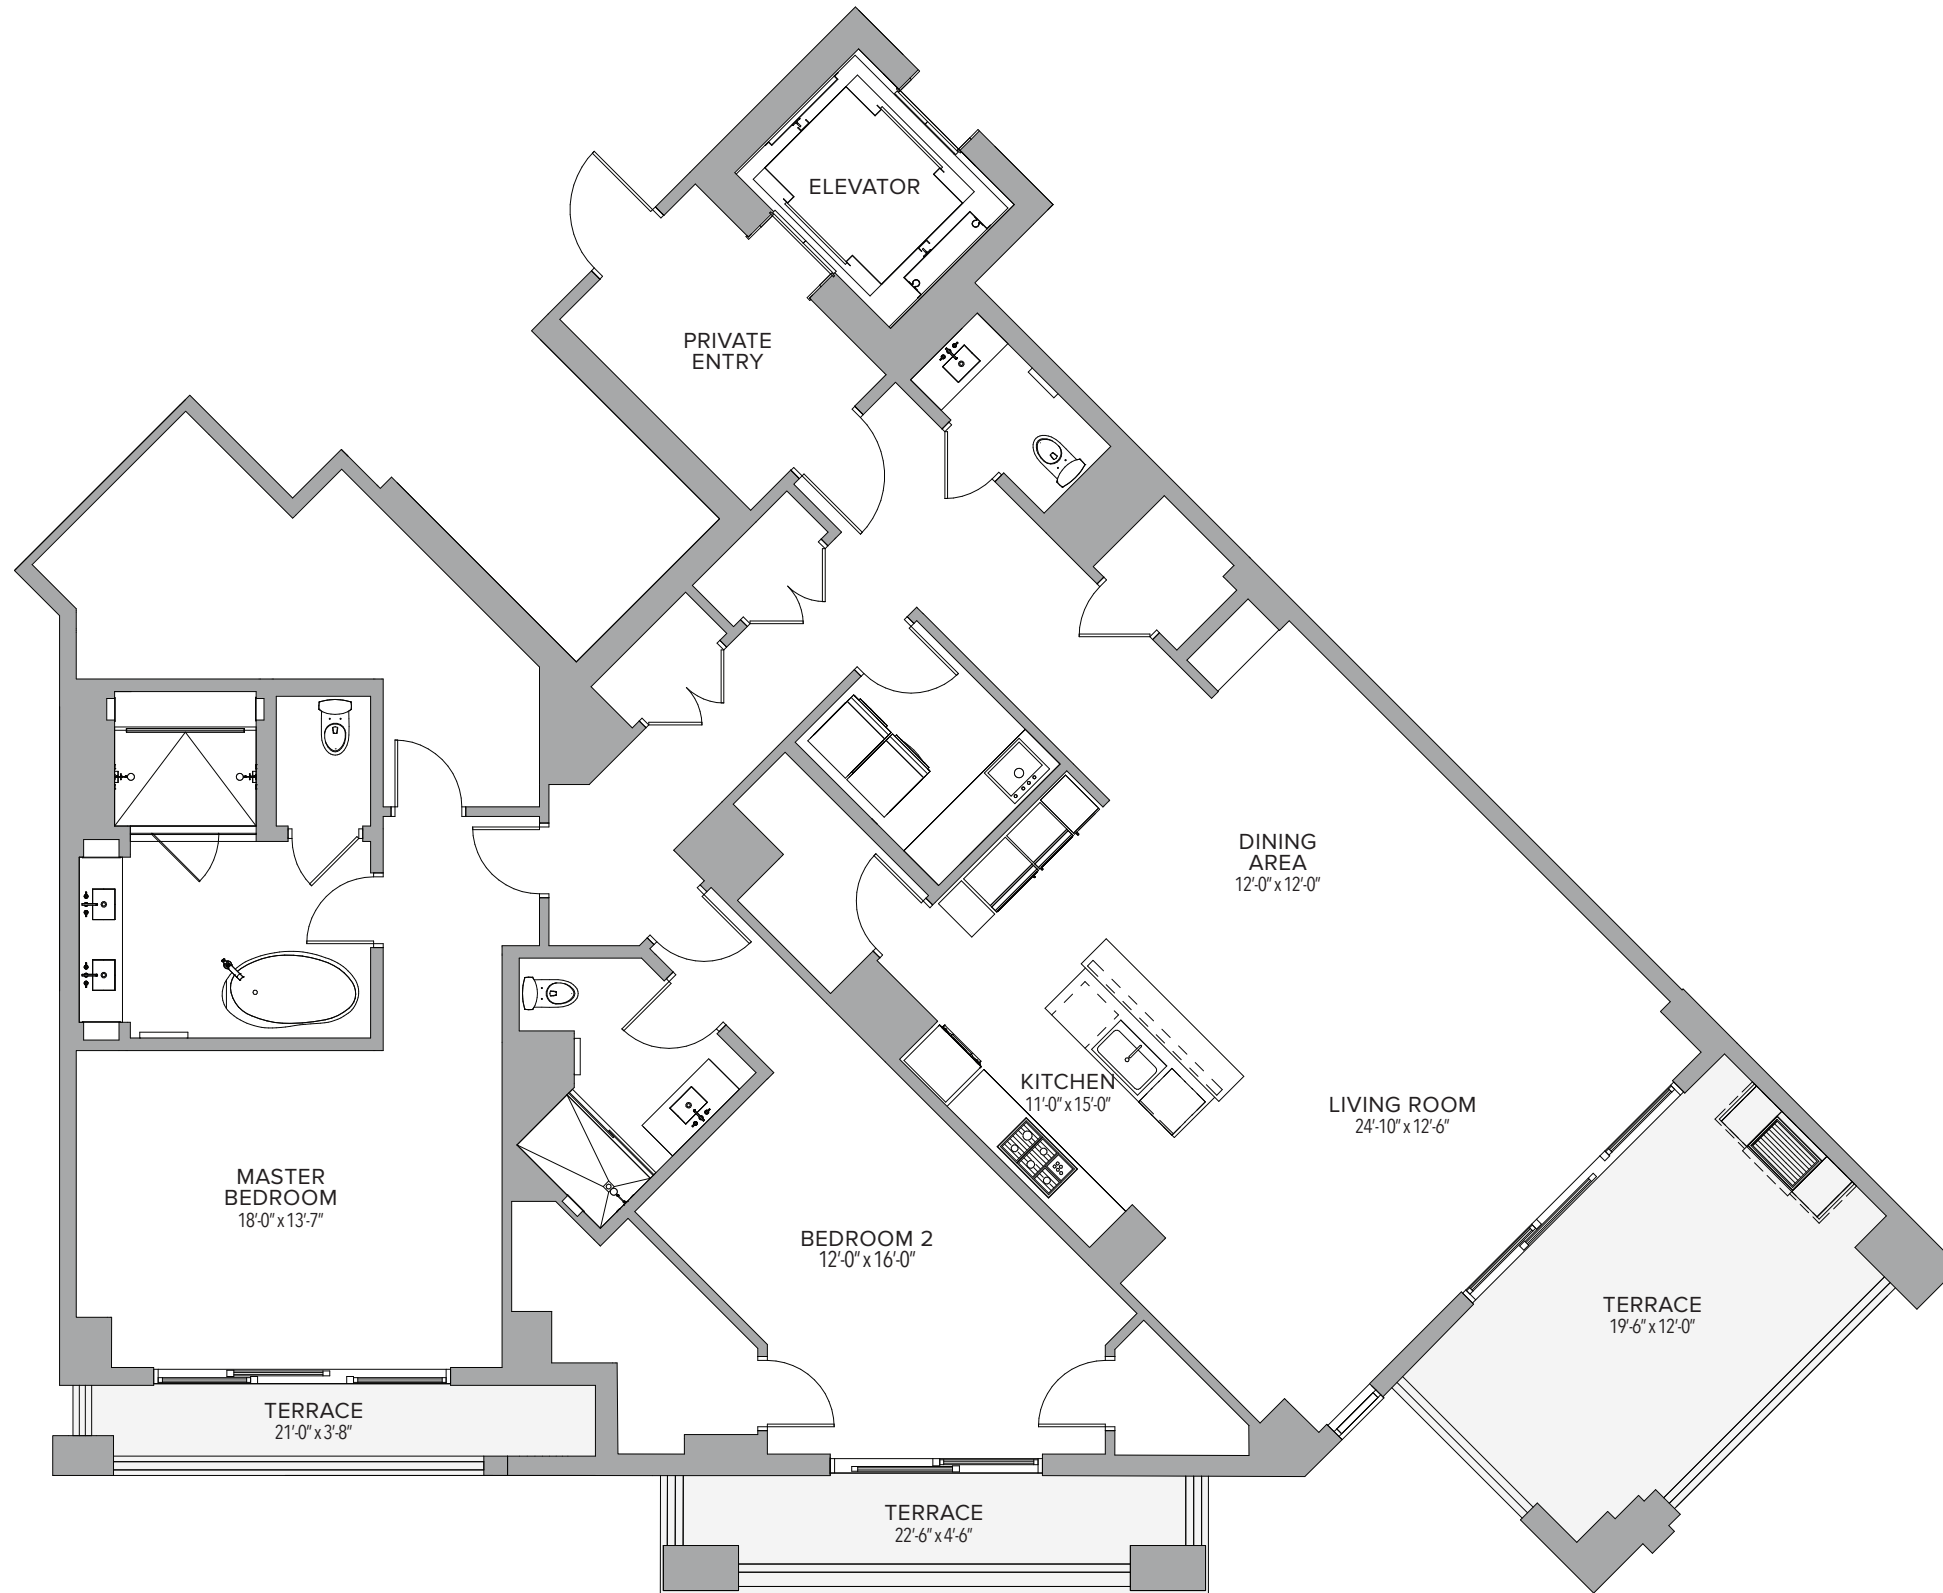 ELEVATOR
PRIVATE
ENTRY
DINING
AREA
12'-0" x 12'-0"
KITCHEN
11'-0" x 15'-0"
LIVING ROOM
24'-10" x 12'-6"
MASTER
BEDROOM
18'-0" x 13'-7"
BEDROOM 2
12'-0" x 16'-0"
TERRACE
19'-6" x 12'-0"
TERRACE
21'-0" x 3'-8"
TERRACE
22'-6" x 4'-6"